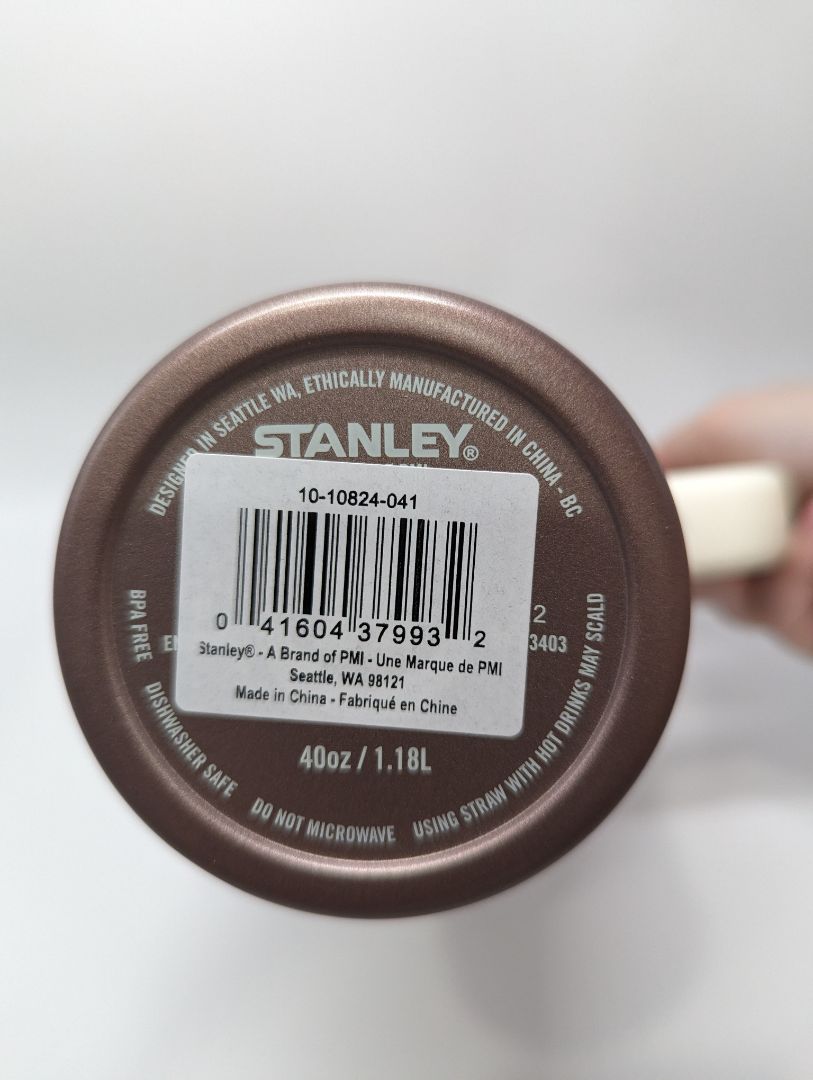 DESIGNED IN SEATTLE WA, ETHICALLY MANUFACTURED IN CHINA - BC
STANLEY®
10-10824-041
0 41604 37993 2
Stanley® - A Brand of PMI - Une Marque de PMI
Seattle, WA 98121
Made in China - Fabriqué en Chine
2
3403
40oz / 1.18L
BPA FREE
DISHWASHER SAFE
DO NOT MICROWAVE
USING STRAW WITH HOT DRINKS MAY SCALD